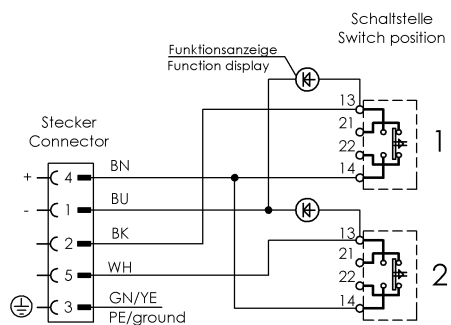 Schaltstelle
Switch position
Funktionsanzeige
Function display
Stecker
Connector
13
21
22
14
1
+ 4 BN
- 1 BU
2 BK
5 WH
3 GN/YE
PE/ground
13
21
22
14
2